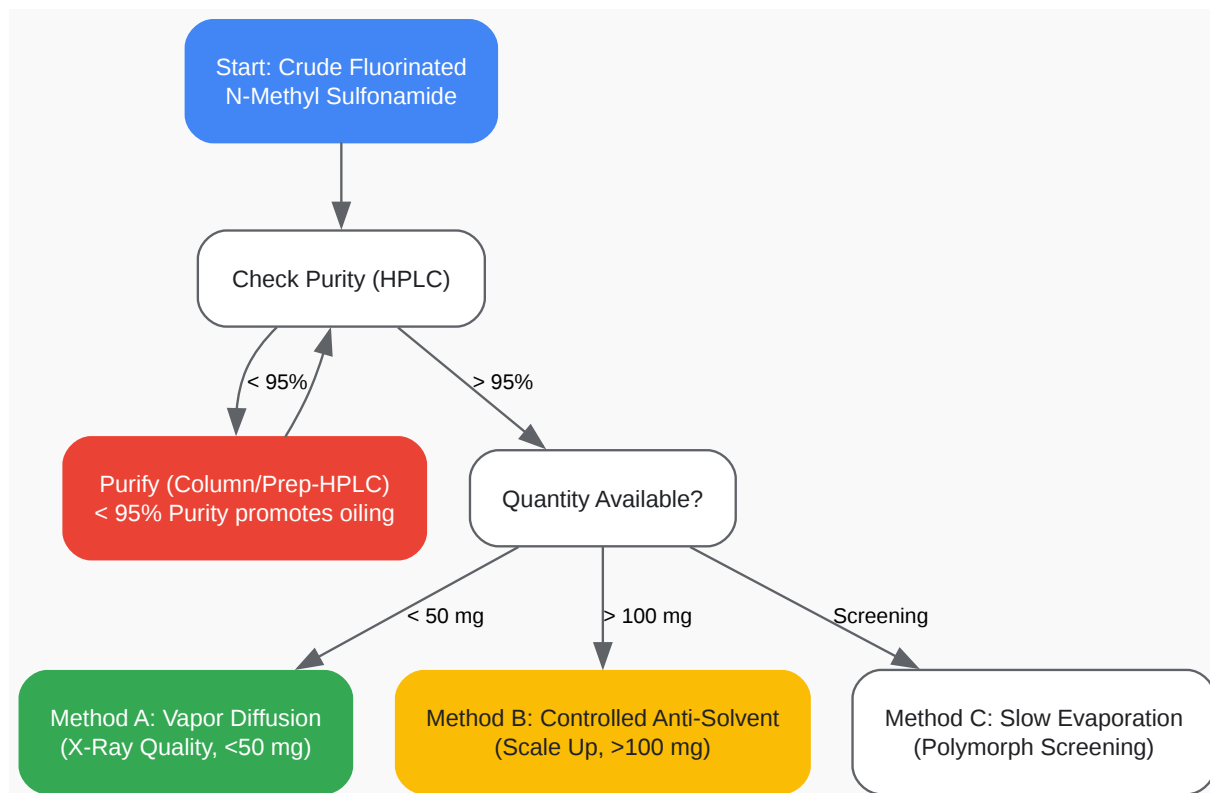 Start: Crude Fluorinated
N-Methyl Sulfonamide
Check Purity (HPLC)
< 95%
> 95%
Purify (Column/Prep-HPLC)
< 95% Purity promotes oiling
Quantity Available?
< 50 mg
> 100 mg
Screening
Method A: Vapor Diffusion
(X-Ray Quality, <50 mg)
Method B: Controlled Anti-Solvent
(Scale Up, >100 mg)
Method C: Slow Evaporation
(Polymorph Screening)